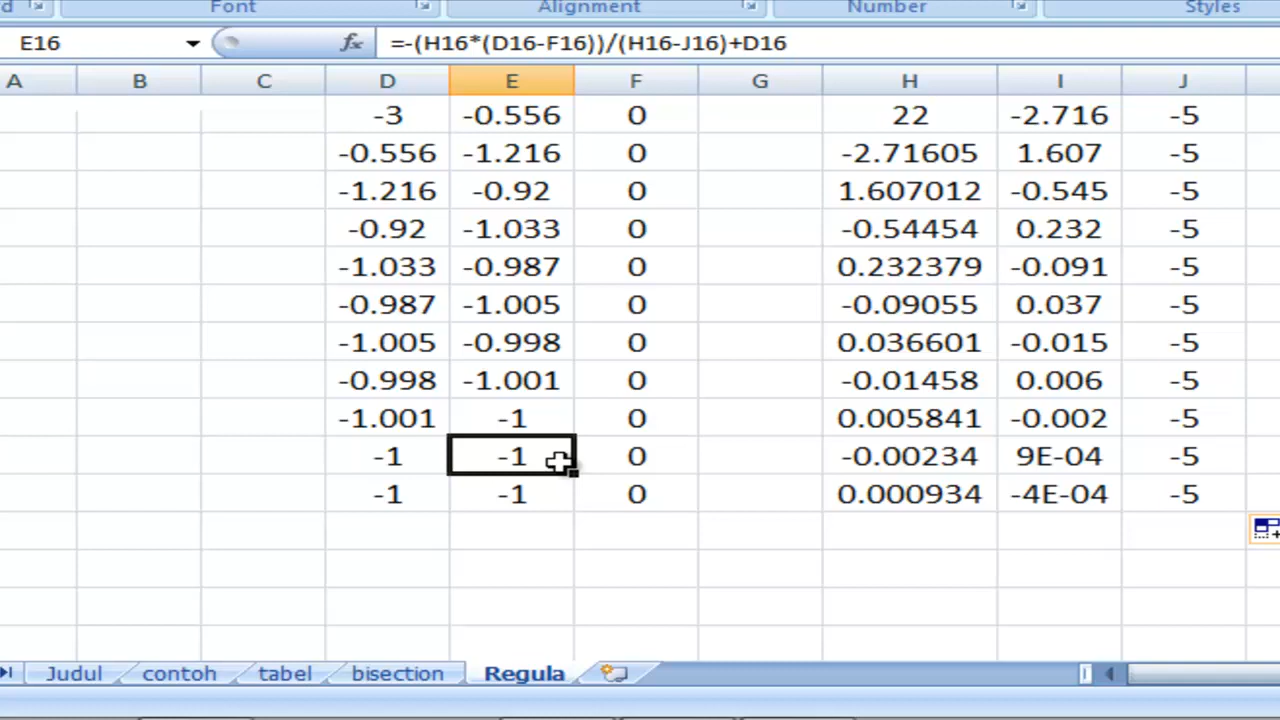 d Font Alignment Number Styles
E16 fx =-(H16*(D16-F16))/(H16-J16)+D16
A B C D E F G H I J
-3 -0.556 0 22 -2.716 -5
-0.556 -1.216 0 -2.71605 1.607 -5
-1.216 -0.92 0 1.607012 -0.545 -5
-0.92 -1.033 0 -0.54454 0.232 -5
-1.033 -0.987 0 0.232379 -0.091 -5
-0.987 -1.005 0 -0.09055 0.037 -5
-1.005 -0.998 0 0.036601 -0.015 -5
-0.998 -1.001 0 -0.01458 0.006 -5
-1.001 -1 0 0.005841 -0.002 -5
-1 -1 0 -0.00234 9E-04 -5
-1 -1 0 0.000934 -4E-04 -5
Judul contoh tabel bisection Regula